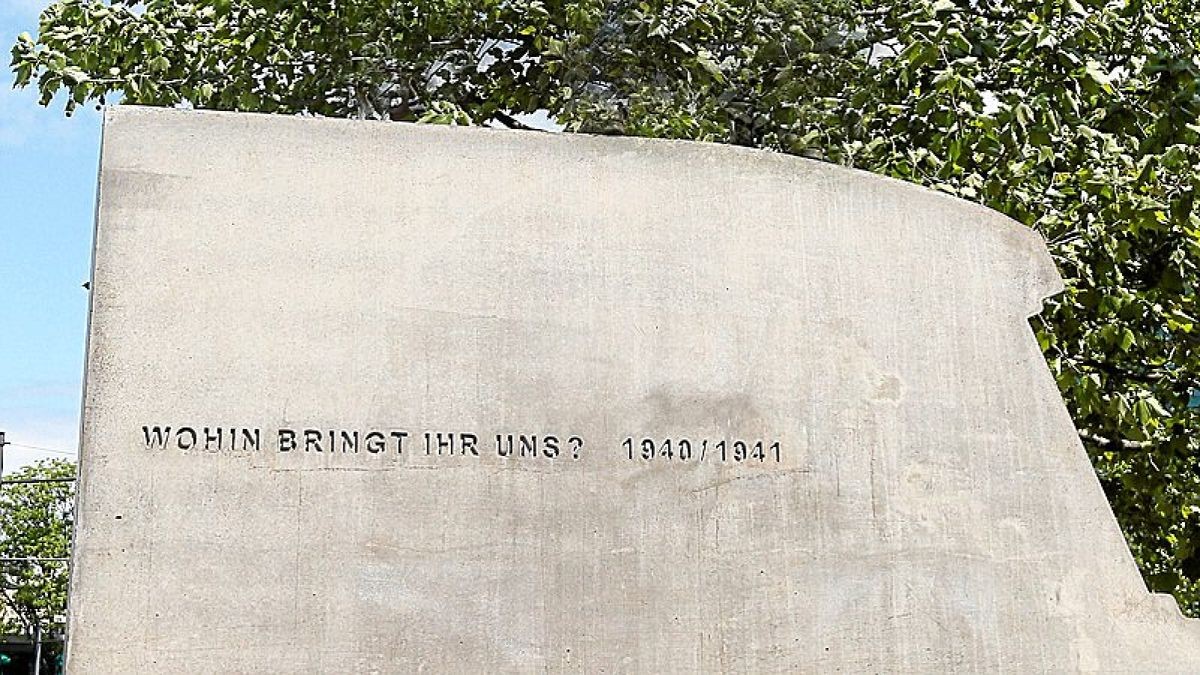 WOHIN BRINGT IHR UNS? 1940/1941